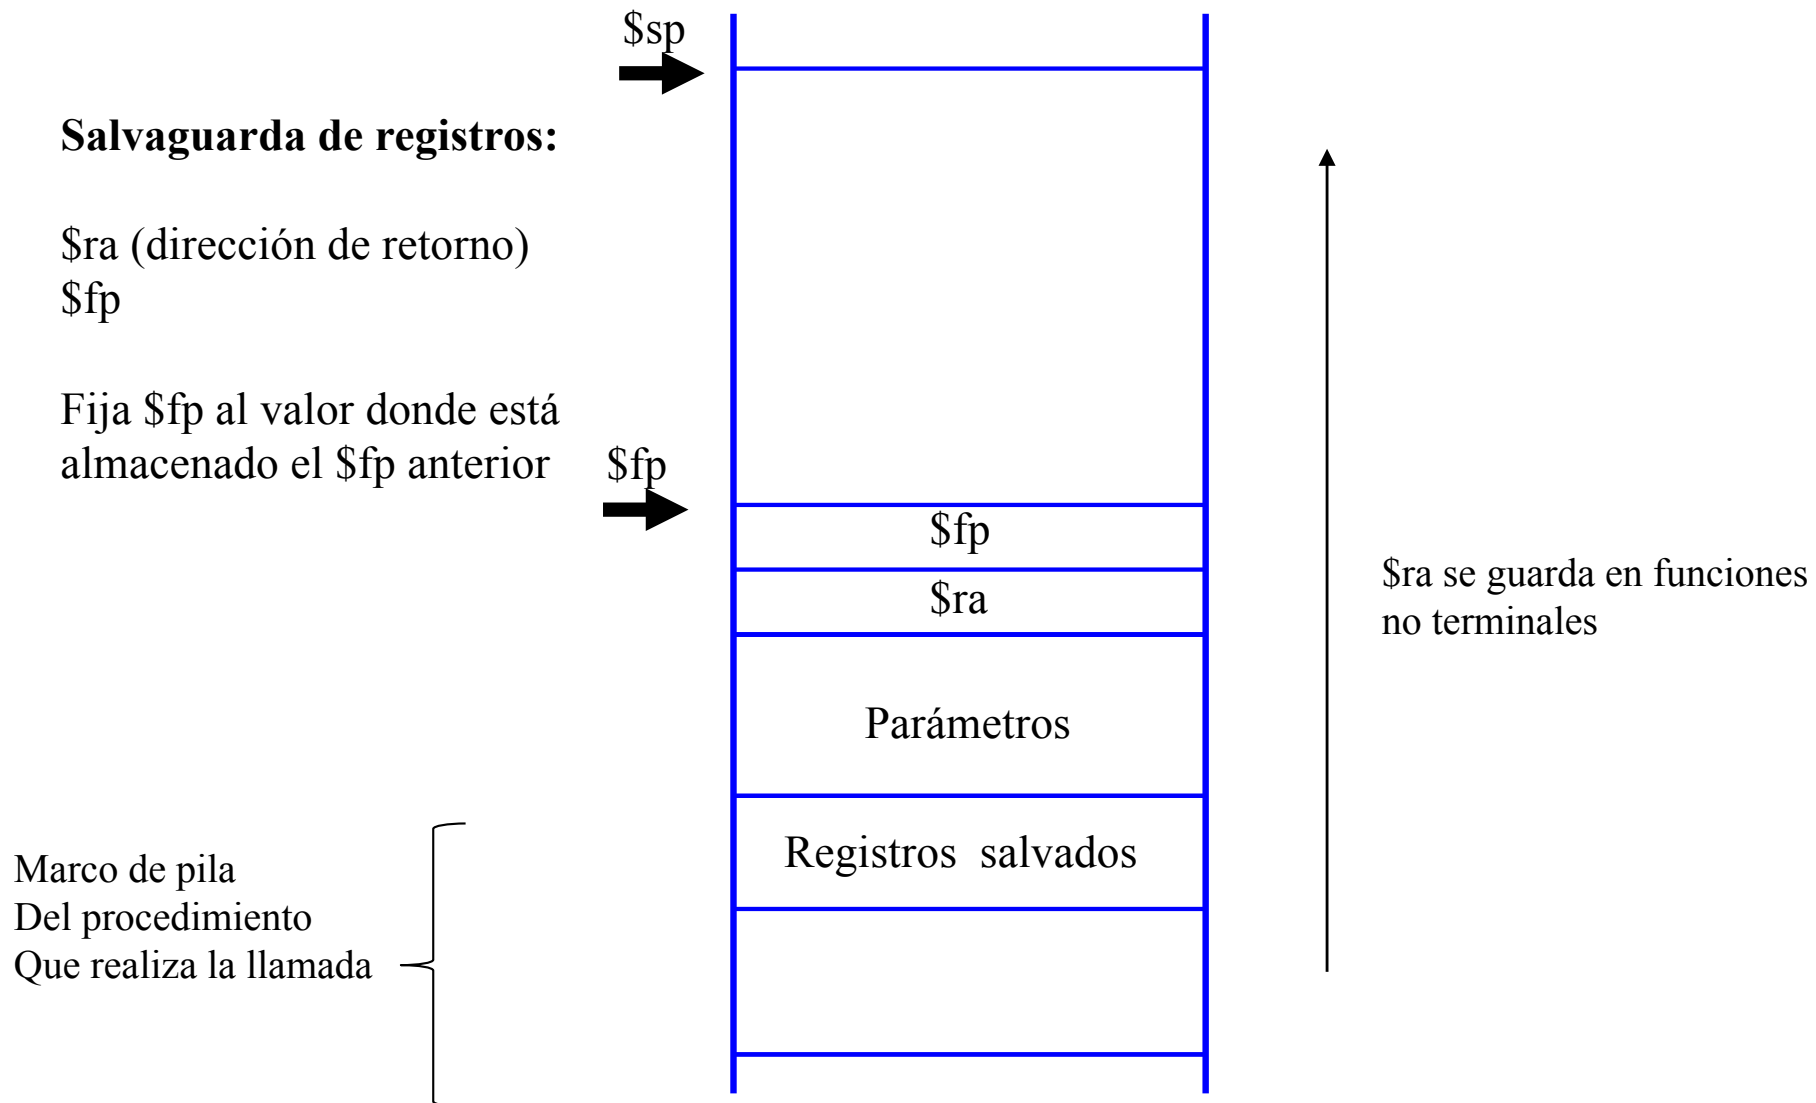 $sp
Salvaguarda de registros:
$ra (dirección de retorno)
$fp
Fija $fp al valor donde está
almacenado el $fp anterior
$fp
$fp
$ra
$ra se guarda en funciones
no terminales
Parámetros
Registros salvados
Marco de pila
Del procedimiento
Que realiza la llamada